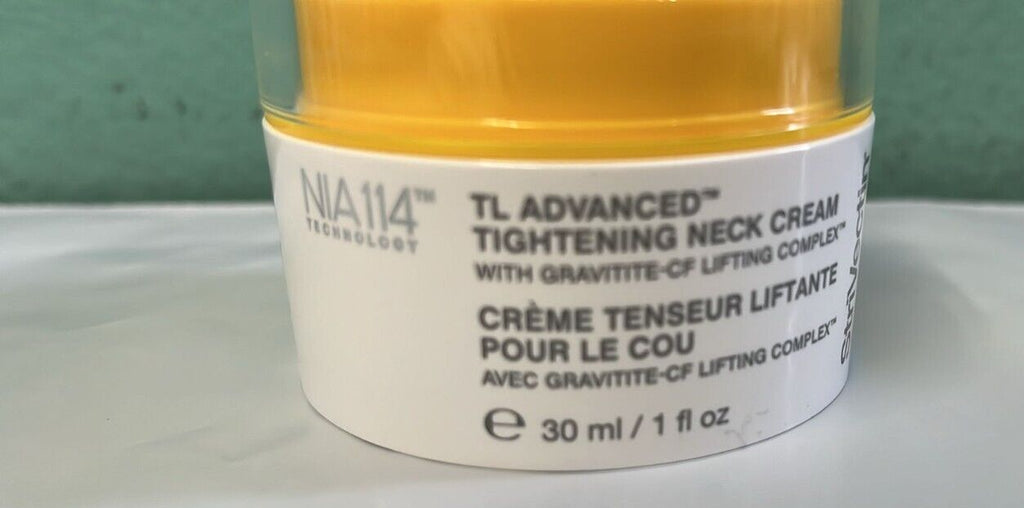 NIA114™
TECHNOLOGY
TL ADVANCED™
TIGHTENING NECK CREAM
WITH GRAVITITE-CF LIFTING COMPLEX™
CRÈME TENSEUR LIFTANTE
POUR LE COU
AVEC GRAVITITE-CF LIFTING COMPLEX™
e 30 ml / 1 fl oz
StriVectin